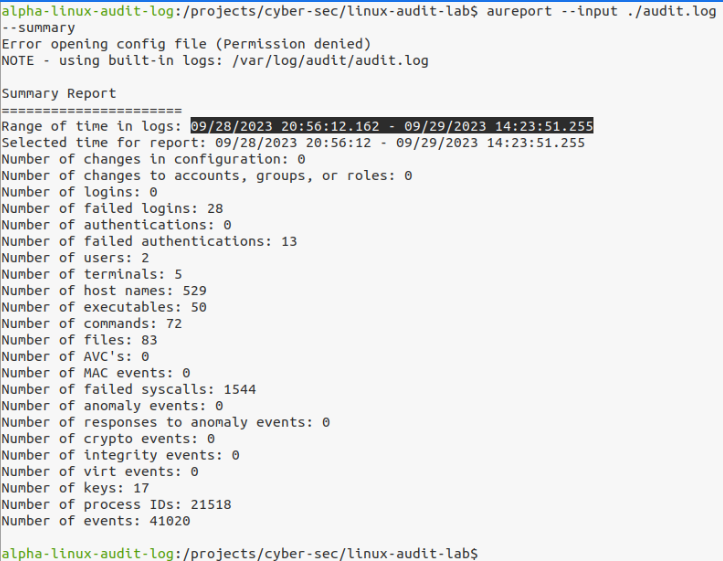 alpha-linux-audit-log:/projects/cyber-sec/linux-audit-lab$ aureport --input ./audit.log
--summary
Error opening config file (Permission denied)
NOTE - using built-in logs: /var/log/audit/audit.log
Summary Report
======================
Range of time in logs: 09/28/2023 20:56:12.162 - 09/29/2023 14:23:51.255
Selected time for report: 09/28/2023 20:56:12 - 09/29/2023 14:23:51.255
Number of changes in configuration: 0
Number of changes to accounts, groups, or roles: 0
Number of logins: 0
Number of failed logins: 28
Number of authentications: 0
Number of failed authentications: 13
Number of users: 2
Number of terminals: 5
Number of host names: 529
Number of executables: 50
Number of commands: 72
Number of files: 83
Number of AVC's: 0
Number of MAC events: 0
Number of failed syscalls: 1544
Number of anomaly events: 0
Number of responses to anomaly events: 0
Number of crypto events: 0
Number of integrity events: 0
Number of virt events: 0
Number of keys: 17
Number of process IDs: 21518
Number of events: 41020
alpha-linux-audit-log:/projects/cyber-sec/linux-audit-lab$